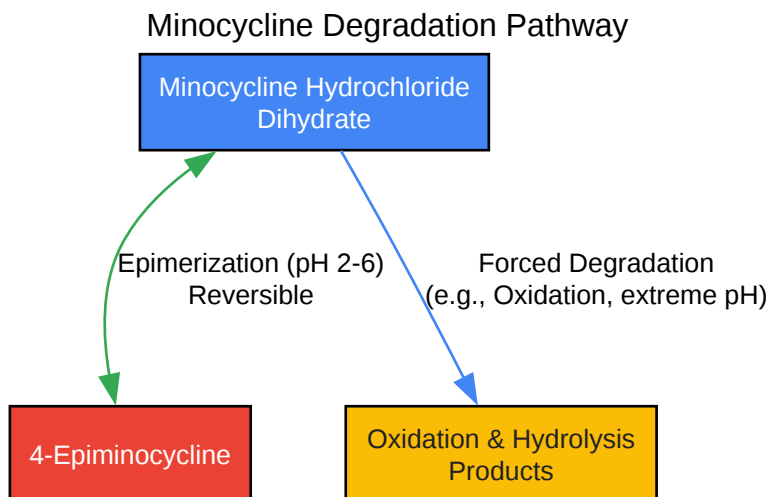 Minocycline Degradation Pathway
Minocycline Hydrochloride
Dihydrate
Epimerization (pH 2-6)
Reversible
Forced Degradation
(e.g., Oxidation, extreme pH)
4-Epiminocycline
Oxidation & Hydrolysis
Products